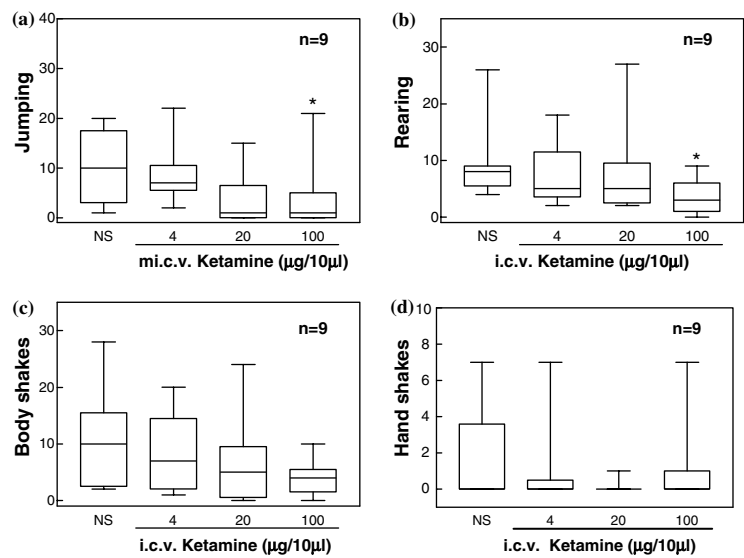 (a)
40
30
20
10
0
Jumping
n=9
*
NS 4 20 100
mi.c.v. Ketamine (μg/10μl)
(b)
30
20
10
0
Rearing
n=9
*
NS 4 20 100
i.c.v. Ketamine (μg/10μl)
(c)
30
20
10
0
Body shakes
n=9
NS 4 20 100
i.c.v. Ketamine (μg/10μl)
(d)
10
8
6
4
2
0
Hand shakes
n=9
NS 4 20 100
i.c.v. Ketamine (μg/10μl)